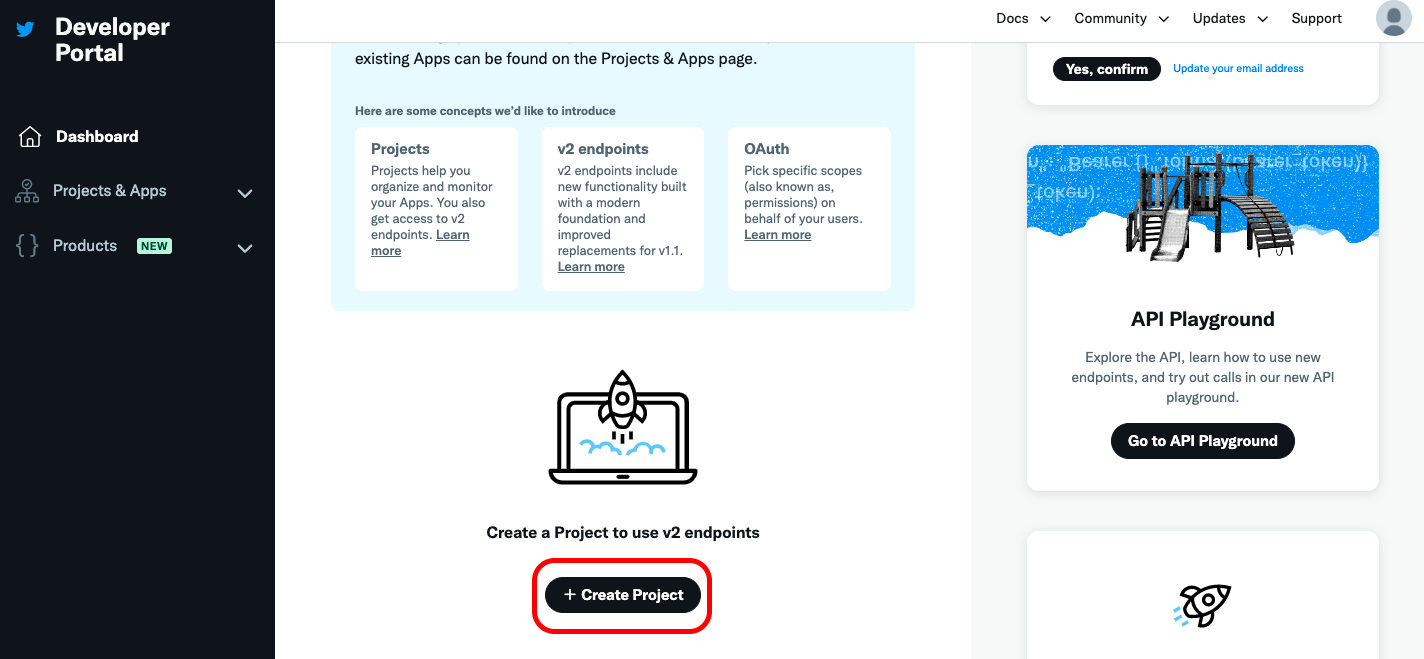 Developer
Portal
Dashboard
Projects & Apps
Products NEW
Docs Community Updates Support
existing Apps can be found on the Projects & Apps page.
Here are some concepts we’d like to introduce
Projects
Projects help you
organize and monitor
your Apps. You also
get access to v2
endpoints. Learn
more
v2 endpoints
v2 endpoints include
new functionality built
with a modern
foundation and
improved
replacements for v1.1.
Learn more
OAuth
Pick specific scopes
(also known as,
permissions) on
behalf of your users.
Learn more
Create a Project to use v2 endpoints
+ Create Project
Yes, confirm Update your email address
API Playground
Explore the API, learn how to use new
endpoints, and try out calls in our new API
playground.
Go to API Playground